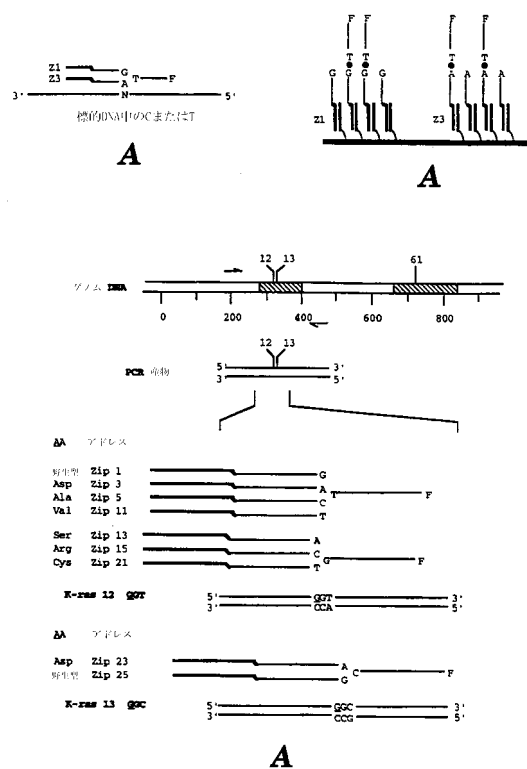 Z1 G
Z3 A T F
3' N 5'
標的DNA中のCまたはT
A
F F F F
T T T T
G G G G A A A A
Z1 Z3
A
12 13 61
ゲノム DNA
0 200 400 600 800
12 13
PCR 産物 5' 3'
3' 5'
AA アドレス
野生型 Zip 1 G
Asp Zip 3 A T F
Ala Zip 5 C
Val Zip 11 T
Ser Zip 13 A
Arg Zip 15 C G F
Cys Zip 21 T
K-ras 12 GGT 5' GGT 3'
3' CCA 5'
AA アドレス
Asp Zip 23 A C F
野生型 Zip 25 G
K-ras 13 GGC 5' GGC 3'
3' CCG 5'
A